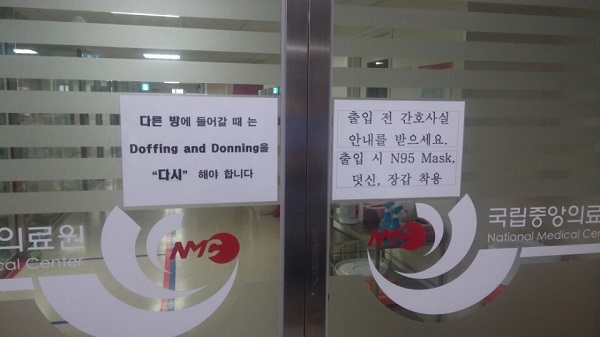 다른 방에 들어갈 때 는
Doffing and Donning을
“다시” 해야 합니다
출입 전 간호사실
안내를 받으세요.
출입 시 N95 Mask,
덧신, 장갑 착용
의료원
cal Center
NMC
NMC
국립중앙의료
National Medical Ce